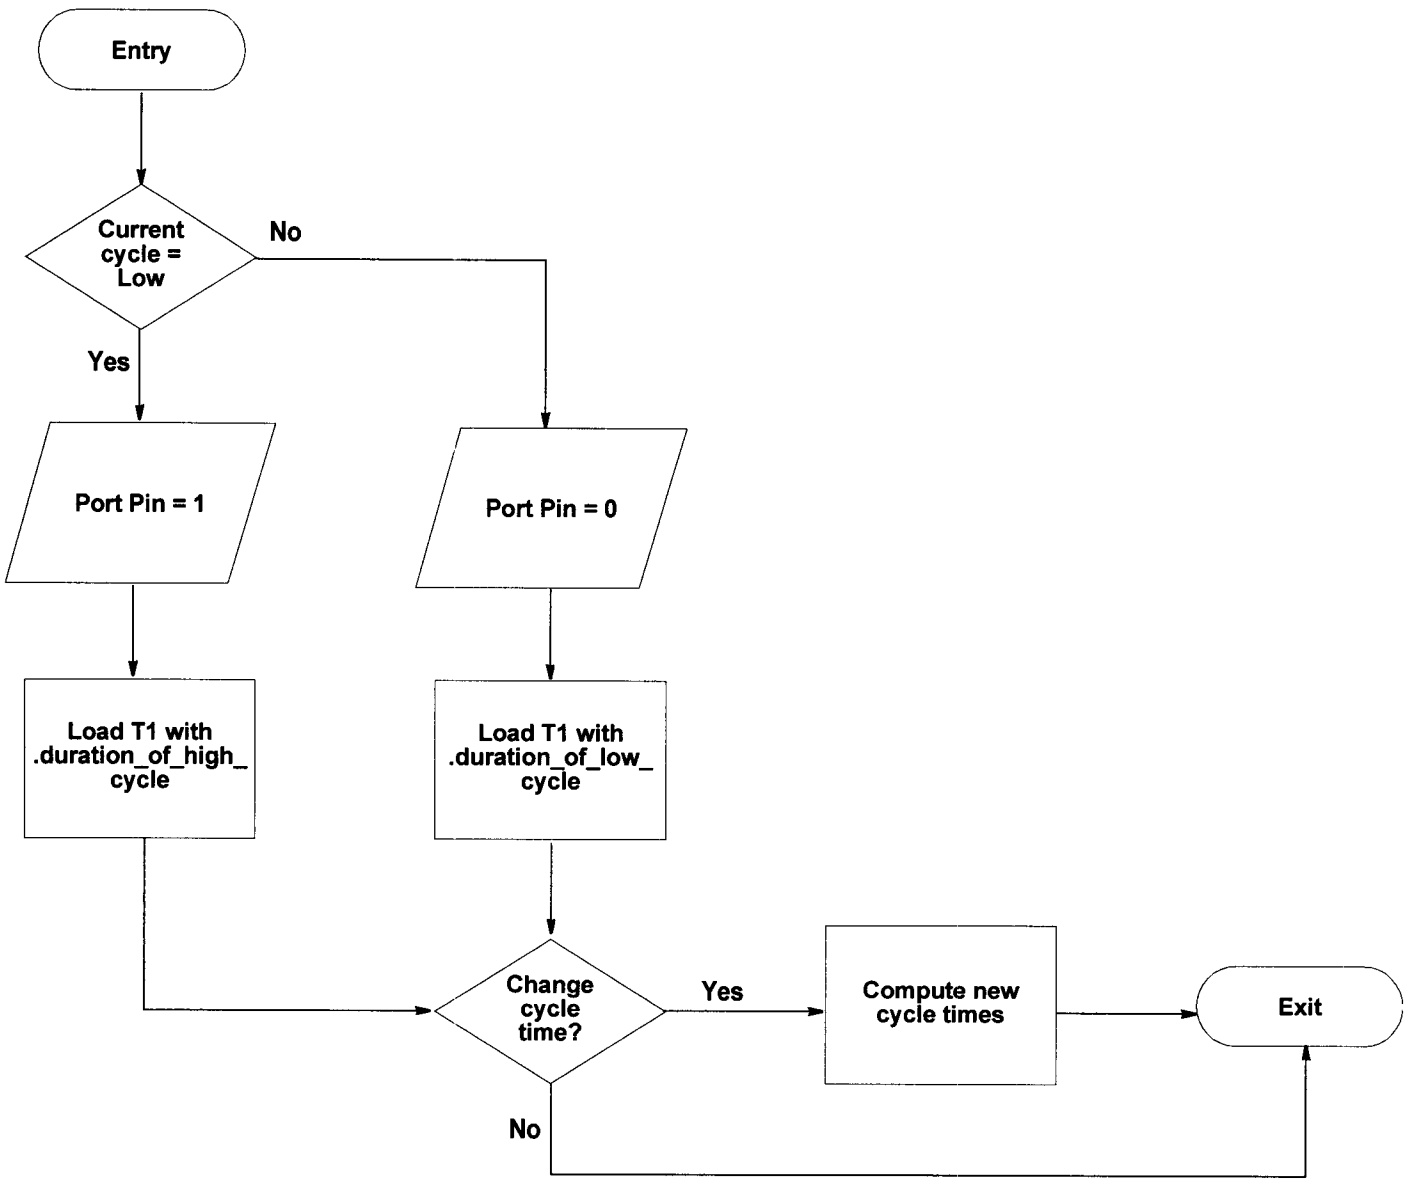 Entry
Current
cycle =
Low
No
Yes
Port Pin = 1
Port Pin = 0
Load T1 with
.duration_of_high_
cycle
Load T1 with
.duration_of_low_
cycle
Change
cycle
time?
Yes
Compute new
cycle times
Exit
No